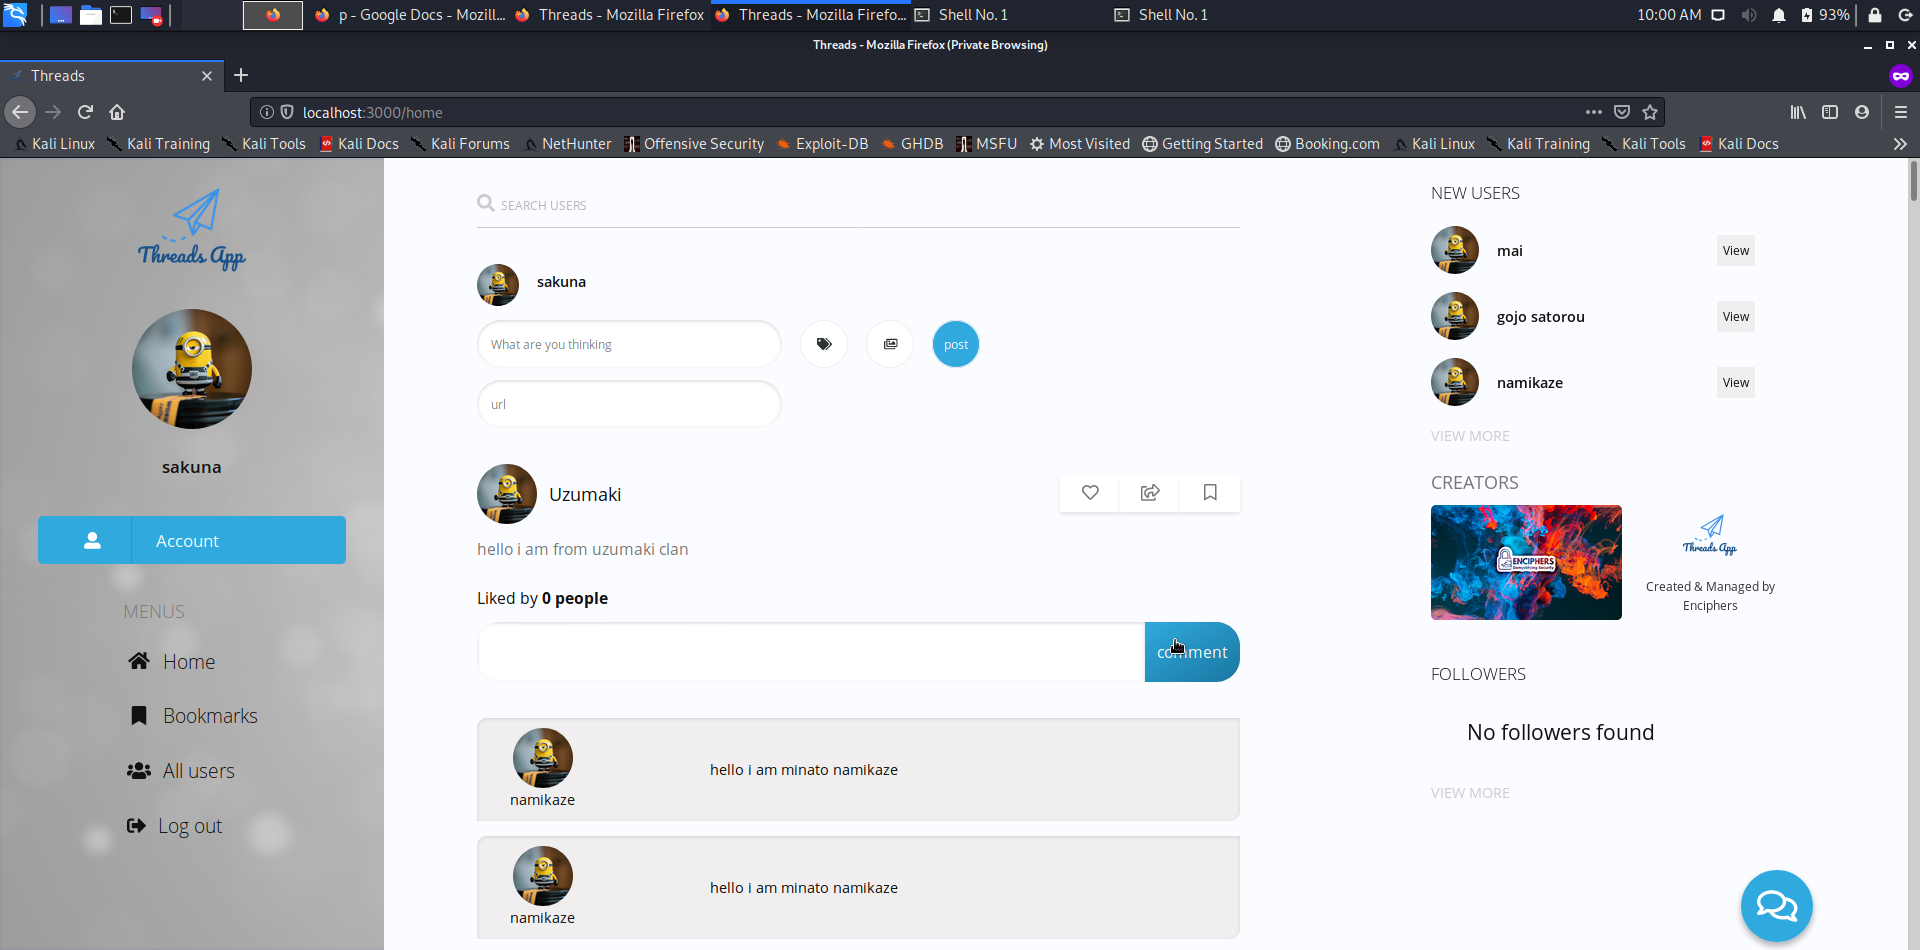 p - Google Docs - Mozill...
Threads - Mozilla Firefox
Threads - Mozilla Firefo...
Shell No. 1
Shell No. 1
10:00 AM
93%
Threads - Mozilla Firefox (Private Browsing)
Threads
localhost:3000/home
Kali Linux
Kali Training
Kali Tools
Kali Docs
Kali Forums
NetHunter
Offensive Security
Exploit-DB
GHDB
MSFU
Most Visited
Getting Started
Booking.com
Kali Linux
Kali Training
Kali Tools
Kali Docs
Threads App
sakuna
Account
MENUS
Home
Bookmarks
All users
Log out
SEARCH USERS
sakuna
What are you thinking
post
url
Uzumaki
hello i am from uzumaki clan
Liked by 0 people
comment
namikaze
hello i am minato namikaze
namikaze
hello i am minato namikaze
NEW USERS
mai
View
gojo satorou
View
namikaze
View
VIEW MORE
CREATORS
ENCIPHERS
Threads App
Created & Managed by
Enciphers
FOLLOWERS
No followers found
VIEW MORE